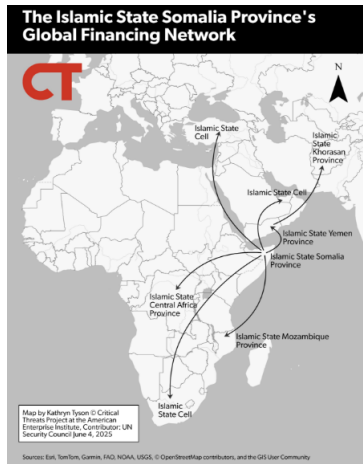 The Islamic State Somalia Province's
Global Financing Network
CT
N
Islamic State
Cell
Islamic
State
Khorasan
Province
Islamic State Cell
Islamic State Yemen
Province
Islamic State Somalia
Province
Islamic State
Central Africa
Province
Islamic State Mozambique
Province
Islamic
State Cell
Map by Kathryn Tyson © Critical
Threats Project at the American
Enterprise Institute, Contributor: UN
Security Council June 4, 2025
Sources: Esri, TomTom, Garmin, FAO, NOAA, USGS, © OpenStreetMap contributors, and the GIS User Community